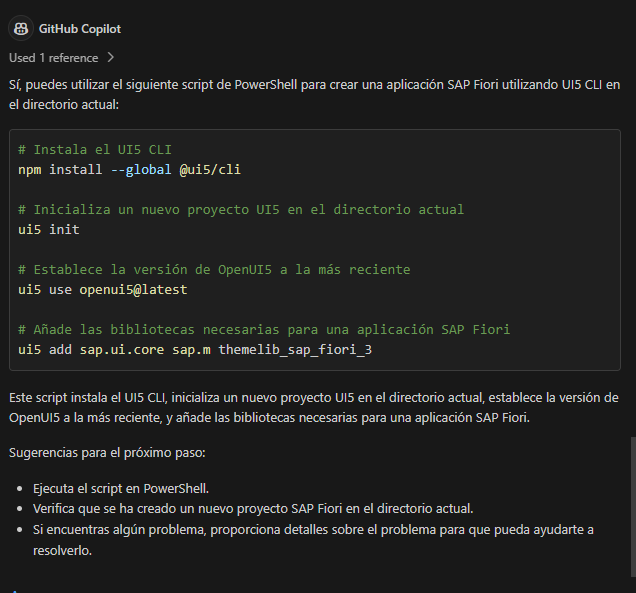 GitHub Copilot
Used 1 reference
Sí, puedes utilizar el siguiente script de PowerShell para crear una aplicación SAP Fiori utilizando UI5 CLI en
el directorio actual:
# Instala el UI5 CLI
npm install --global @ui5/cli
# Inicializa un nuevo proyecto UI5 en el directorio actual
ui5 init
# Establece la versión de OpenUI5 a la más reciente
ui5 use openui5@latest
# Añade las bibliotecas necesarias para una aplicación SAP Fiori
ui5 add sap.ui.core sap.m themelib_sap_fiori_3
Este script instala el UI5 CLI, inicializa un nuevo proyecto UI5 en el directorio actual, establece la versión de
OpenUI5 a la más reciente, y añade las bibliotecas necesarias para una aplicación SAP Fiori.
Sugerencias para el próximo paso:
• Ejecuta el script en PowerShell.
• Verifica que se ha creado un nuevo proyecto SAP Fiori en el directorio actual.
• Si encuentras algún problema, proporciona detalles sobre el problema para que pueda ayudarte a
resolverlo.